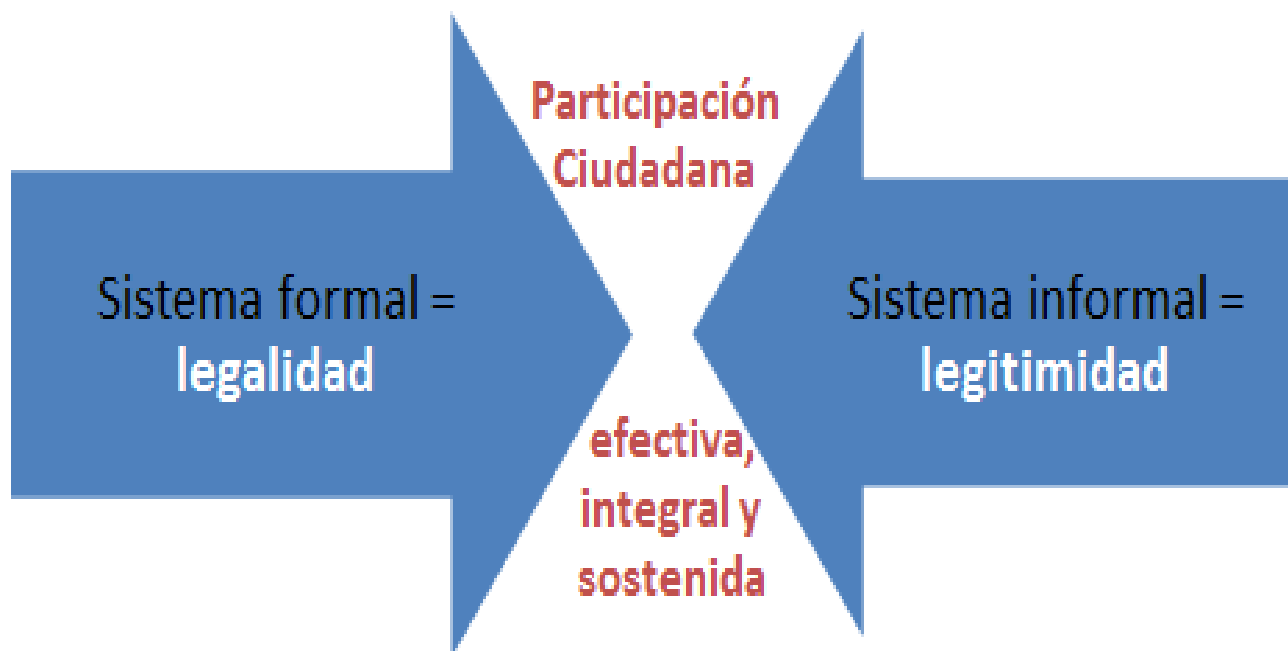 Participación
Ciudadana
Sistema formal =
legalidad
Sistema informal =
legitimidad
efectiva,
integral y
sostenida